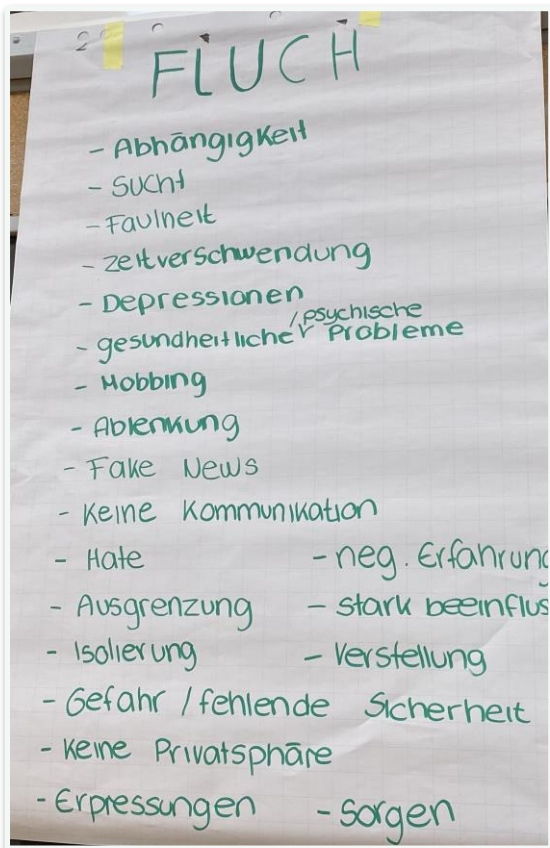 FLUCH
- Abhängigkeit
- Sucht
- Faulheit
- Zeitverschwendung
- Depressionen
- gesundheitliche /psychische Probleme
- Mobbing
- Ablenkung
- Fake News
- Keine Kommunikation
- Hate - neg. Erfahrung
- Ausgrenzung - stark beeinflus
- Isolierung - Verstellung
- Gefahr / fehlende Sicherheit
- Keine Privatsphäre
- Erpressungen - Sorgen